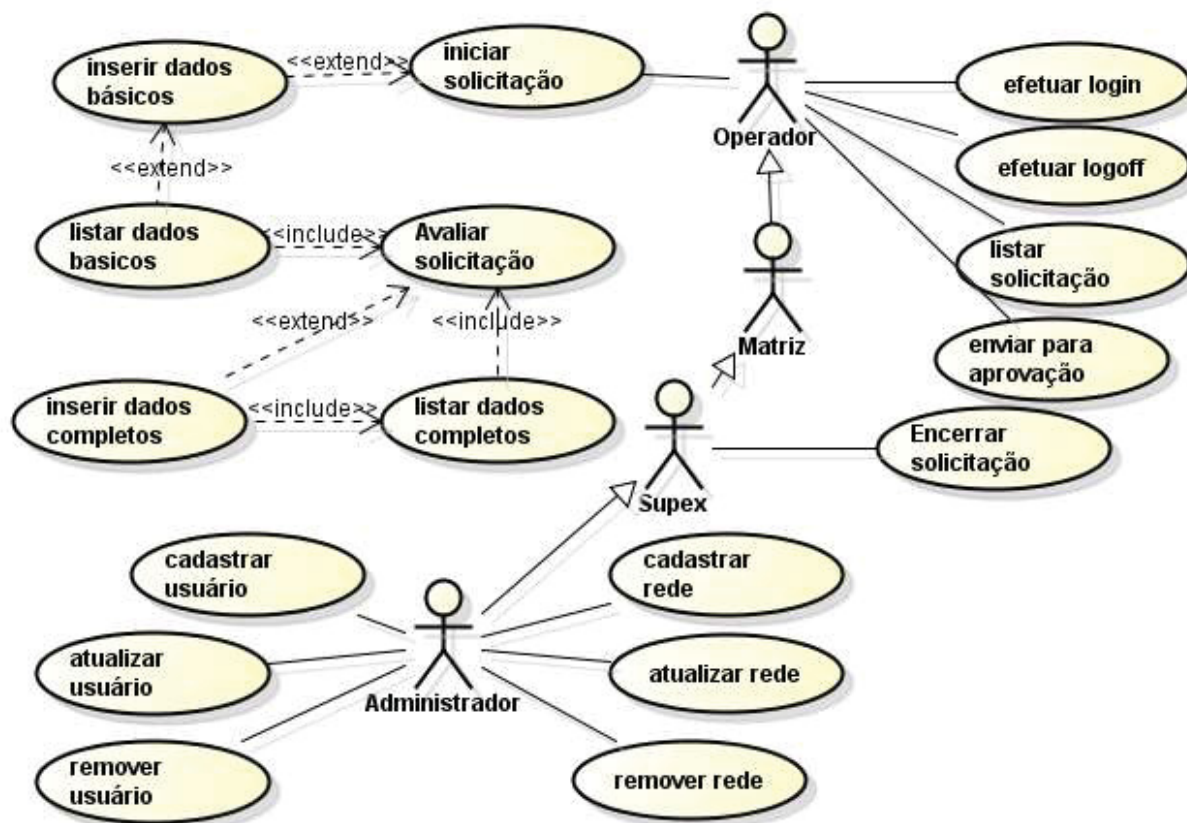 inserir dados
básicos
<<extend>>
iniciar
solicitação
Operador
efetuar login
efetuar logoff
listar
solicitação
enviar para
aprovação
<<extend>>
listar dados
basicos
<<include>>
Avaliar
solicitação
Matriz
<<extend>>
<<include>>
inserir dados
completos
<<include>>
listar dados
completos
Supex
Encerrar
solicitação
cadastrar
usuário
cadastrar
rede
atualizar
usuário
Administrador
atualizar rede
remover
usuário
remover rede